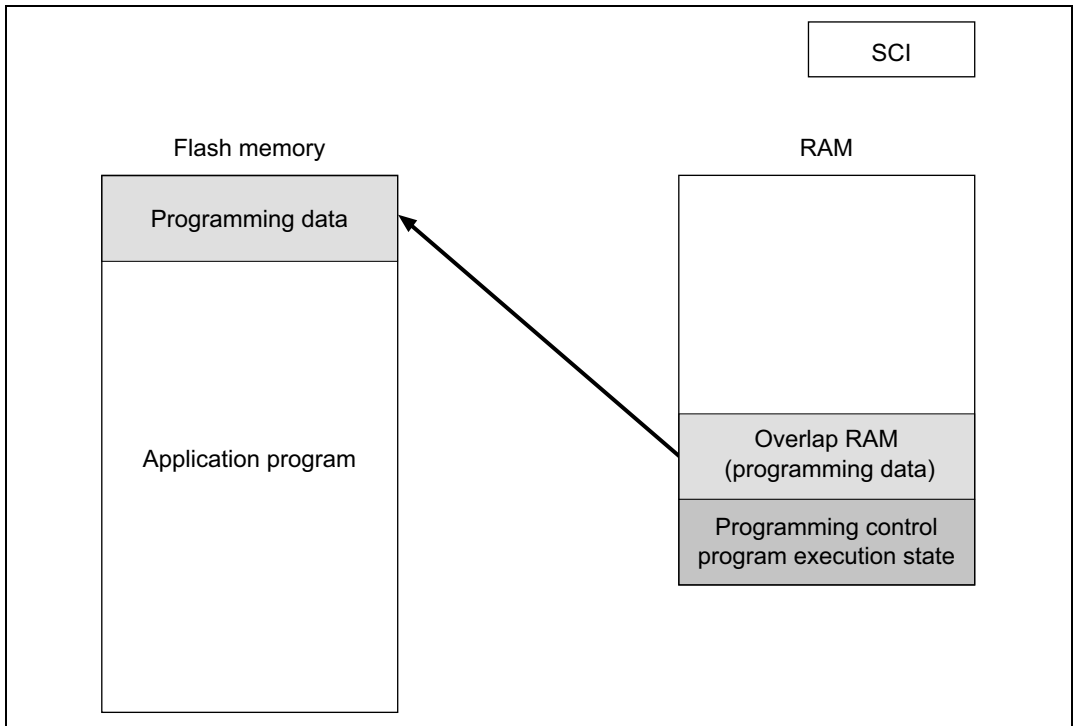 SCI
Flash memory
RAM
Programming data
Application program
Overlap RAM
(programming data)
Programming control
program execution state